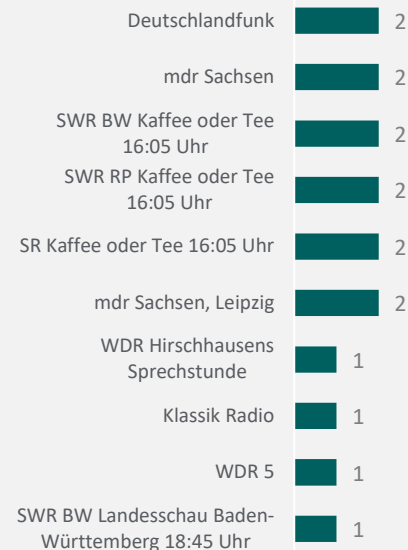 Deutschlandfunk 2
mdr Sachsen 2
SWR BW Kaffee oder Tee
16:05 Uhr 2
SWR RP Kaffee oder Tee
16:05 Uhr 2
SR Kaffee oder Tee 16:05 Uhr 2
mdr Sachsen, Leipzig 2
WDR Hirschhausens
Sprechstunde 1
Klassik Radio 1
WDR 5 1
SWR BW Landesschau Baden-
Württemberg 18:45 Uhr 1